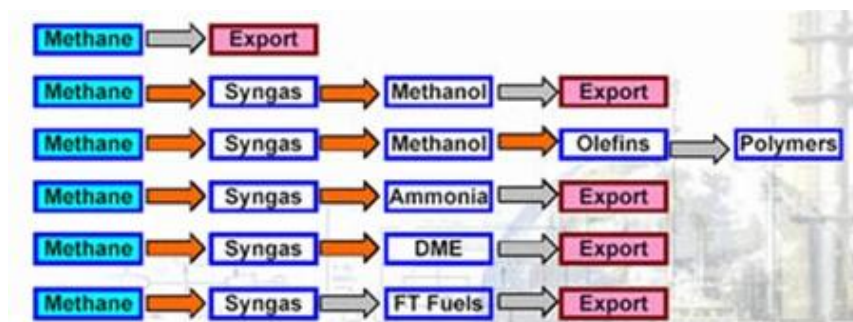 Methane Export
Methane Syngas Methanol Export
Methane Syngas Methanol Olefins Polymers
Methane Syngas Ammonia Export
Methane Syngas DME Export
Methane Syngas FT Fuels Export